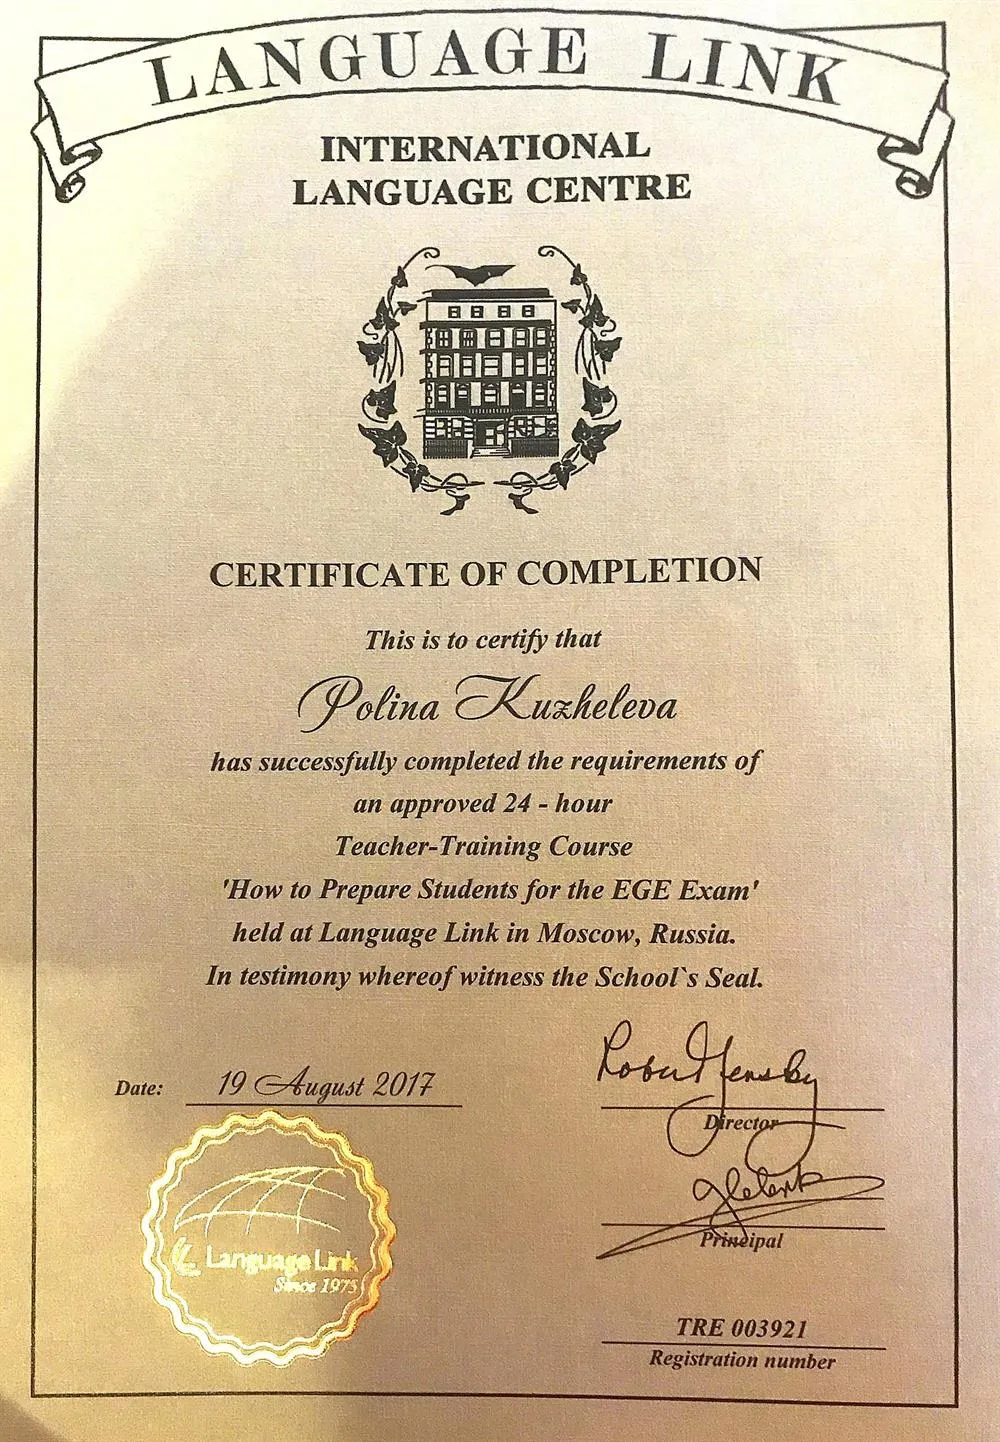 LANGUAGE LINK
INTERNATIONAL
LANGUAGE CENTRE
CERTIFICATE OF COMPLETION
This is to certify that
Polina Kuzheleva
has successfully completed the requirements of
an approved 24 - hour
Teacher-Training Course
'How to Prepare Students for the EGE Exam'
held at Language Link in Moscow, Russia.
In testimony whereof witness the School`s Seal.
Date: 19 August 2017
Director
Principal
Language Link
Since 1975
TRE 003921
Registration number